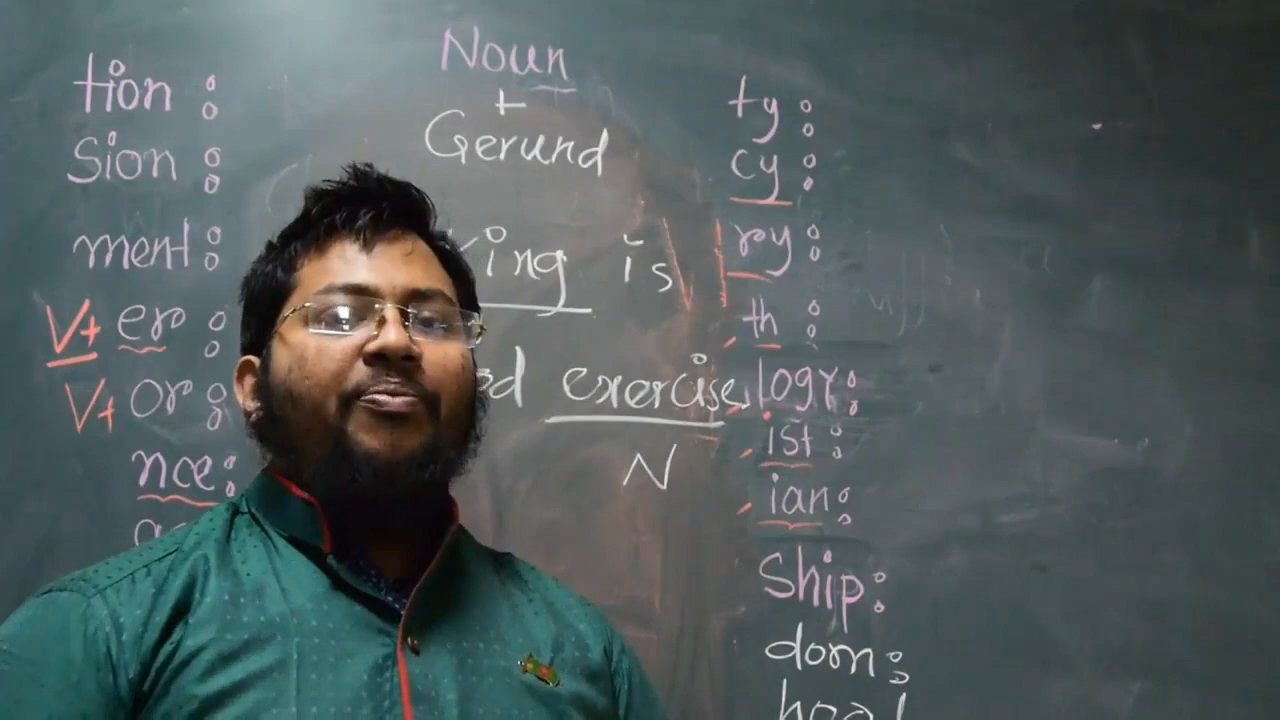 Noun
+
Gerund
ing is
exercise
N
tion :
sion :
ment :
V+ er :
V+ or :
nce :
ty :
cy :
ry :
th :
logy :
ist :
ian :
Ship :
dom :